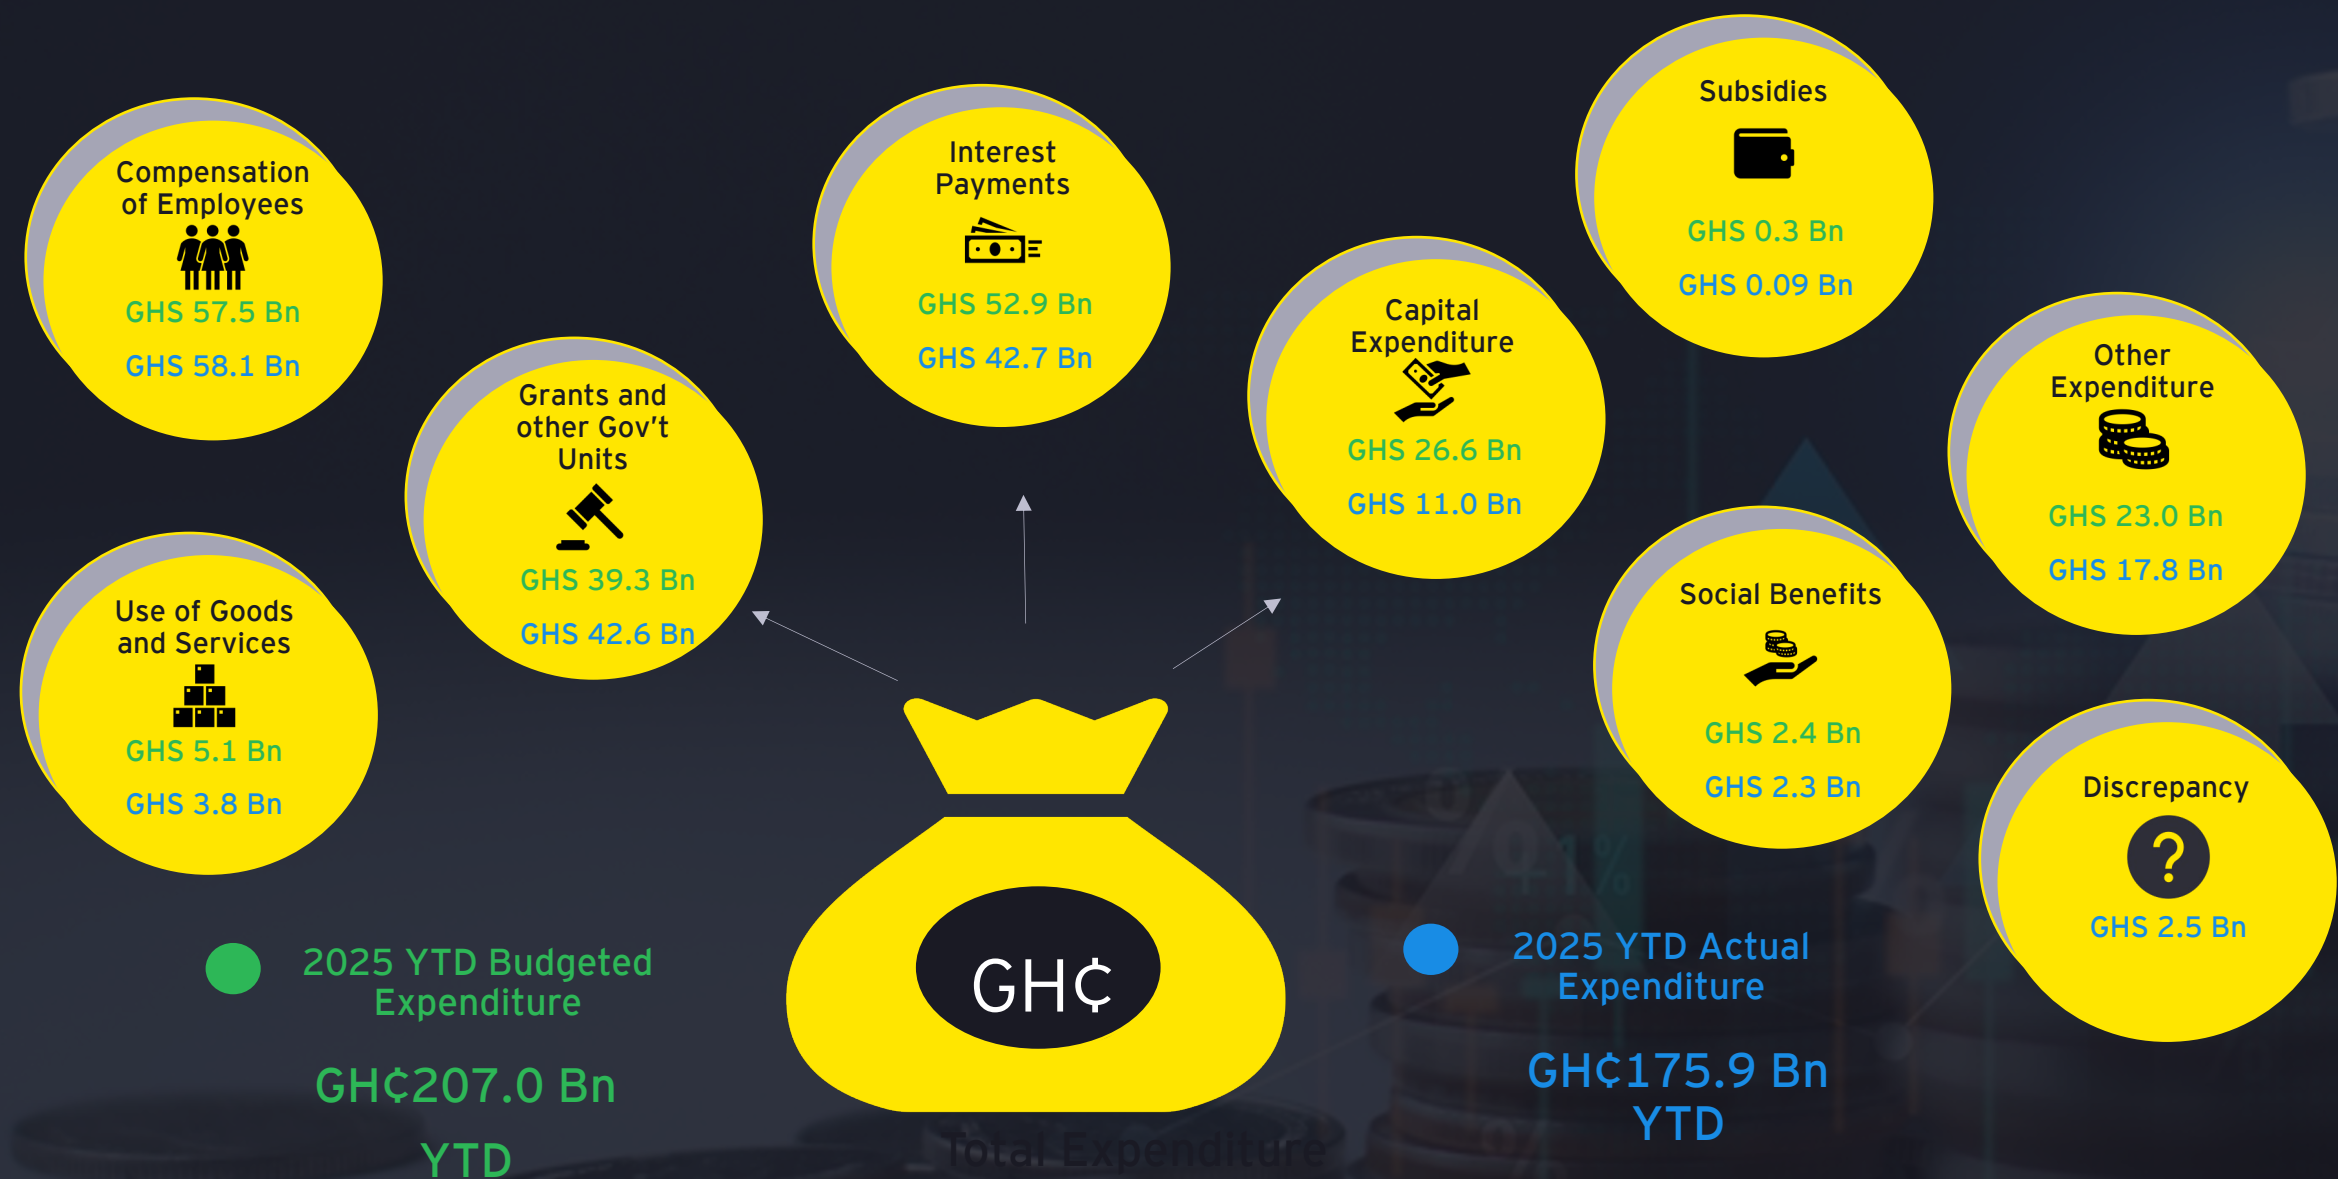 Compensation
of Employees
GHS 57.5 Bn
GHS 58.1 Bn
Use of Goods
and Services
GHS 5.1 Bn
GHS 3.8 Bn
Grants and
other Gov't
Units
GHS 39.3 Bn
GHS 42.6 Bn
Interest
Payments
GHS 52.9 Bn
GHS 42.7 Bn
Capital
Expenditure
GHS 26.6 Bn
GHS 11.0 Bn
Subsidies
GHS 0.3 Bn
GHS 0.09 Bn
Other
Expenditure
GHS 23.0 Bn
GHS 17.8 Bn
Social Benefits
GHS 2.4 Bn
GHS 2.3 Bn
Discrepancy
?
GHS 2.5 Bn
2025 YTD Budgeted
Expenditure
GH¢207.0 Bn
YTD
GH¢
Total Expenditure
2025 YTD Actual
Expenditure
GH¢175.9 Bn
YTD